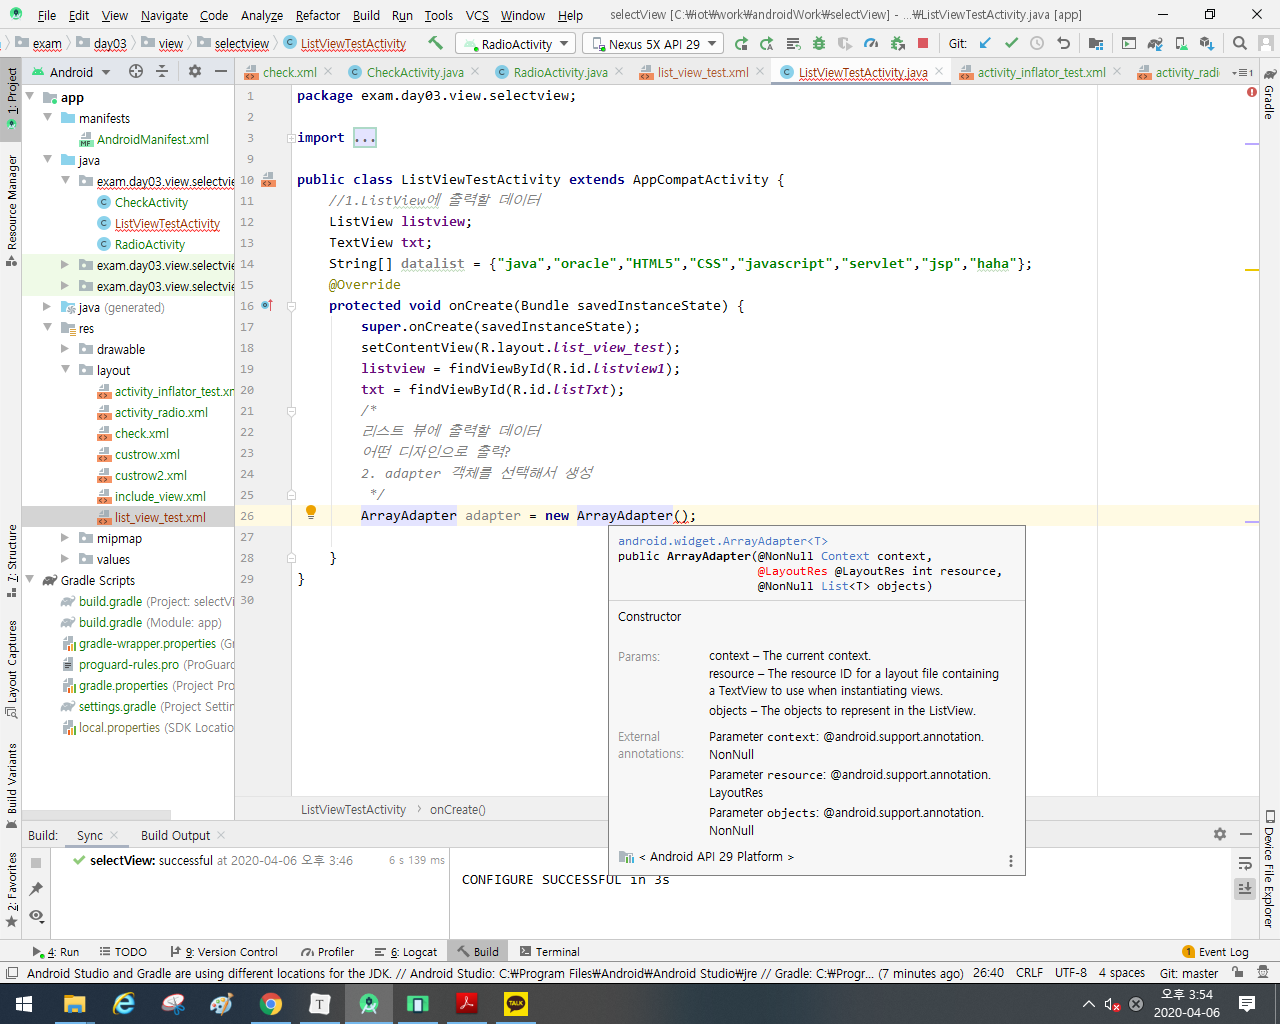 File Edit View Navigate Code Analyze Refactor Build Run Tools VCS Window Help selectView [C:₩iot₩work₩androidWork₩selectView] - ...₩ListViewTestActivity.java [app]
exam day03 view selectview ListViewTestActivity RadioActivity Nexus 5X API 29 Git:
Android check.xml CheckActivity.java RadioActivity.java list_view_test.xml ListViewTestActivity.java activity_inflator_test.xml activity_radi
1: Project
Resource Manager
7: Structure
Layout Captures
Build Variants
2: Favorites
app
manifests
AndroidManifest.xml
java
exam.day03.view.selectvie
CheckActivity
ListViewTestActivity
RadioActivity
exam.day03.view.selectvie
exam.day03.view.selectvie
java (generated)
res
drawable
layout
activity_inflator_test.xm
activity_radio.xml
check.xml
custrow.xml
custrow2.xml
include_view.xml
list_view_test.xml
mipmap
values
Gradle Scripts
build.gradle (Project: selectVi
build.gradle (Module: app)
gradle-wrapper.properties (Gr
proguard-rules.pro (ProGuard
gradle.properties (Project Pro
settings.gradle (Project Settin
local.properties (SDK Locatio
1 package exam.day03.view.selectview;
2
3 import ...
9
10 public class ListViewTestActivity extends AppCompatActivity {
11 //1.ListView에 출력할 데이터
12 ListView listview;
13 TextView txt;
14 String[] datalist = {"java","oracle","HTML5","CSS","javascript","servlet","jsp","haha"};
15 @Override
16 protected void onCreate(Bundle savedInstanceState) {
17 super.onCreate(savedInstanceState);
18 setContentView(R.layout.list_view_test);
19 listview = findViewById(R.id.listview1);
20 txt = findViewById(R.id.listTxt);
21 /*
22 리스트 뷰에 출력할 데이터
23 어떤 디자인으로 출력?
24 2. adapter 객체를 선택해서 생성
25 */
26 ArrayAdapter adapter = new ArrayAdapter();
27
28 }
29 }
30
android.widget.ArrayAdapter<T>
public ArrayAdapter(@NonNull Context context,
@LayoutRes @LayoutRes int resource,
@NonNull List<T> objects)
Constructor
Params: context – The current context.
resource – The resource ID for a layout file containing
a TextView to use when instantiating views.
objects – The objects to represent in the ListView.
External annotations: Parameter context: @android.support.annotation.
NonNull
Parameter resource: @android.support.annotation.
LayoutRes
Parameter objects: @android.support.annotation.
NonNull
< Android API 29 Platform >
ListViewTestActivity onCreate()
Gradle
Device File Explorer
Build: Sync Build Output
selectView: successful at 2020-04-06 오후 3:46 6 s 139 ms
CONFIGURE SUCCESSFUL in 3s
4: Run TODO 9: Version Control Profiler 6: Logcat Build Terminal 1 Event Log
Android Studio and Gradle are using different locations for the JDK. // Android Studio: C:₩Program Files₩Android₩Android Studio₩jre // Gradle: C:₩Progr... (7 minutes ago) 26:40 CRLF UTF-8 4 spaces Git: master
TALK
오후 3:54
2020-04-06